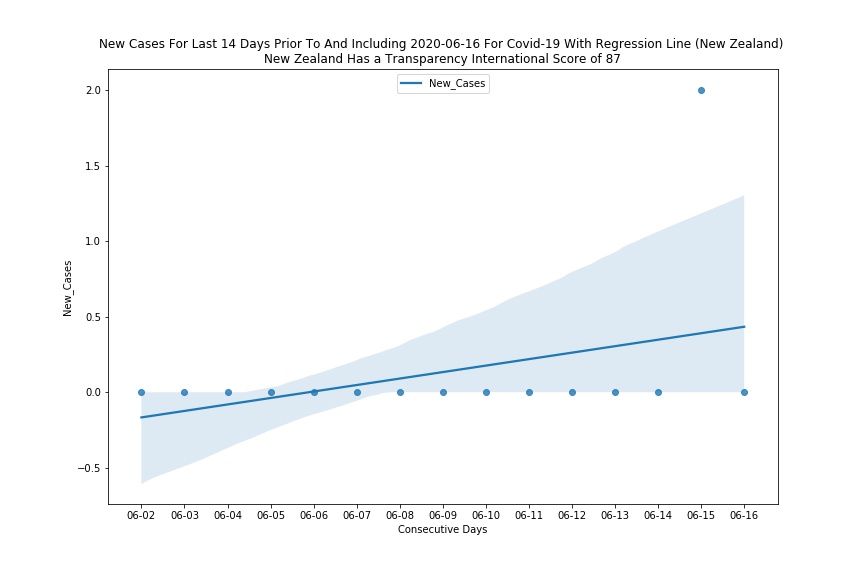 New Cases For Last 14 Days Prior To And Including 2020-06-16 For Covid-19 With Regression Line (New Zealand)
New Zealand Has a Transparency International Score of 87
New_Cases
2.0
1.5
1.0
0.5
0.0
−0.5
New_Cases
06-02 06-03 06-04 06-05 06-06 06-07 06-08 06-09 06-10 06-11 06-12 06-13 06-14 06-15 06-16
Consecutive Days